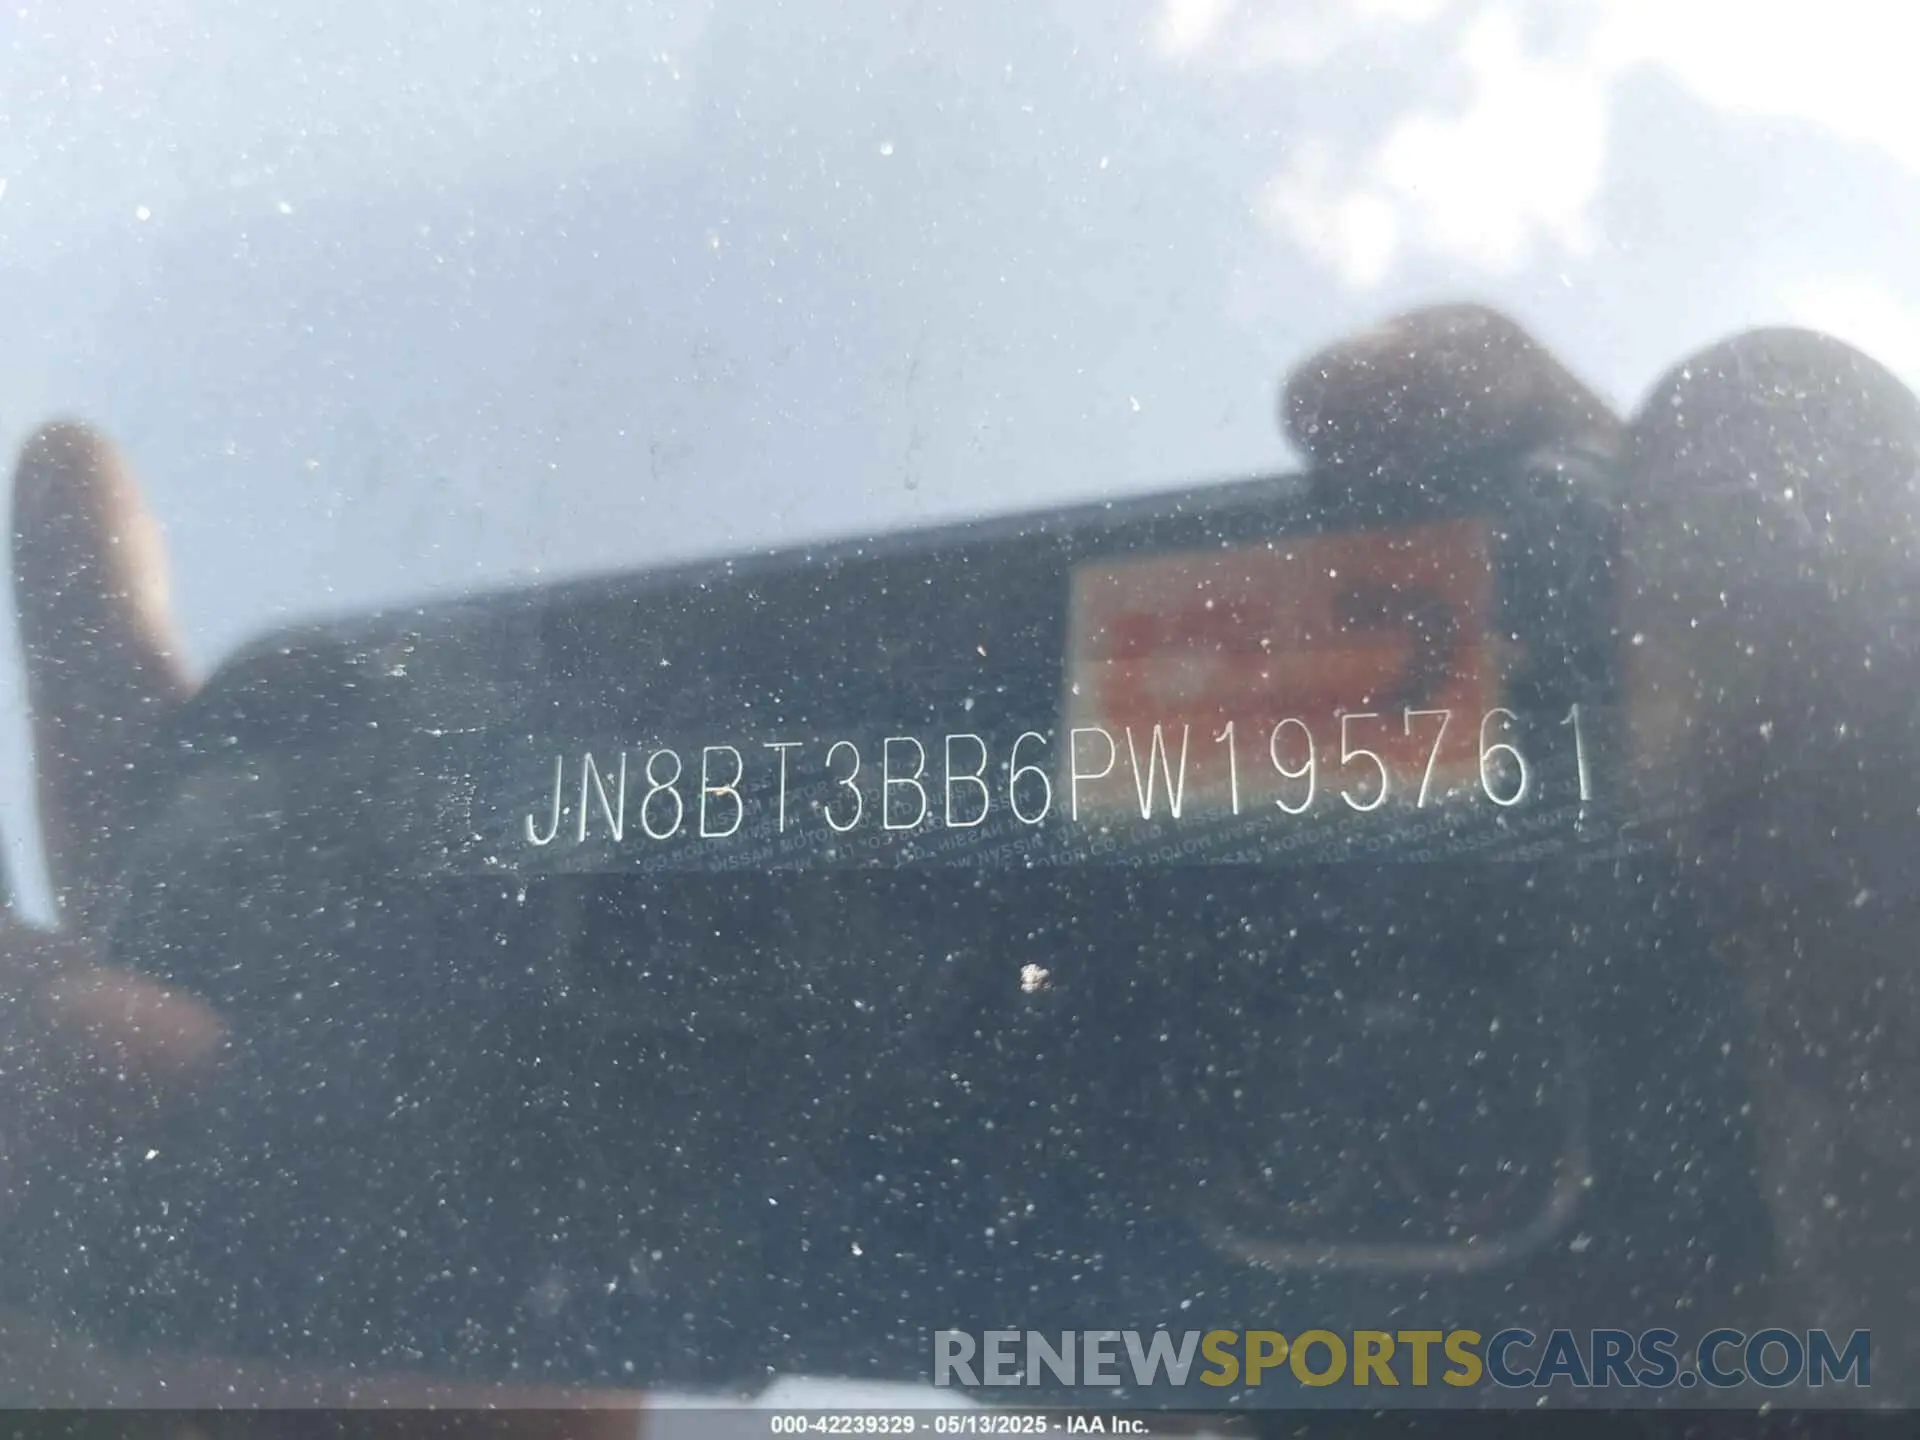 JN8BT3BB6PW195761
RENEWSPORTSCARS.COM
000-42239329 - 05/13/2025 - IAA Inc.